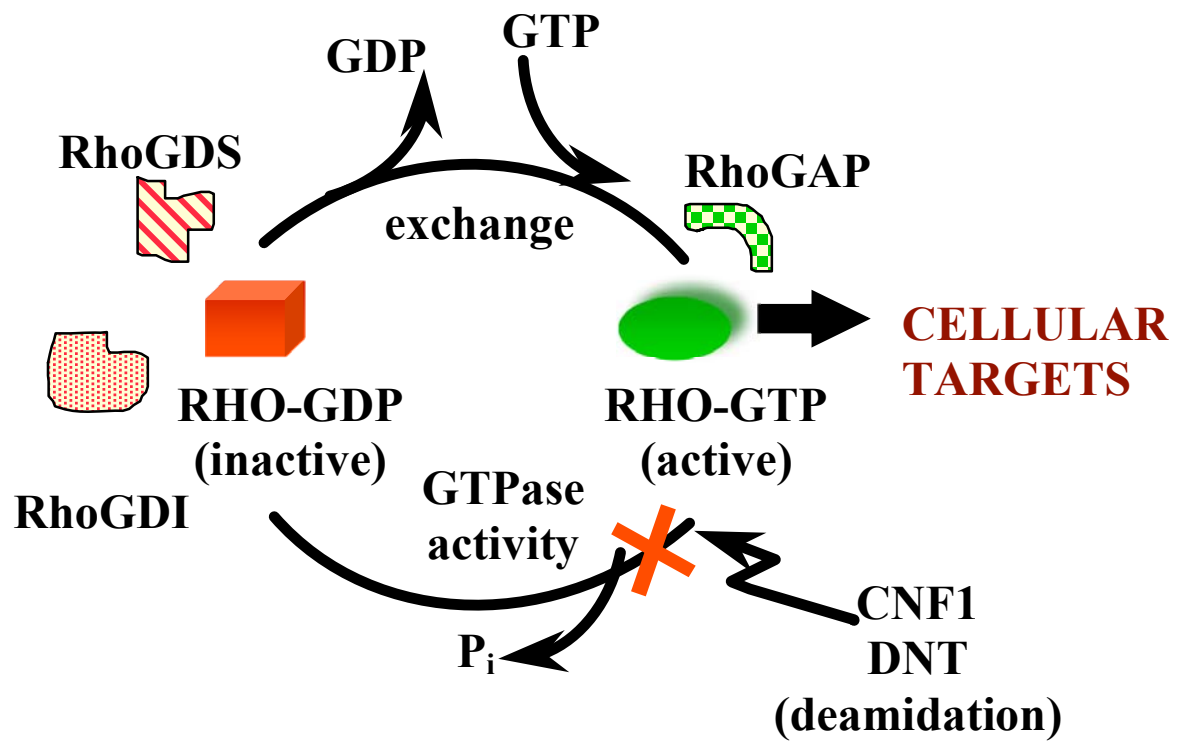 GDP
GTP
RhoGDS
RhoGAP
exchange
CELLULAR
TARGETS
RHO-GDP
(inactive)
RHO-GTP
(active)
RhoGDI
GTPase
activity
Pi
CNF1
DNT
(deamidation)